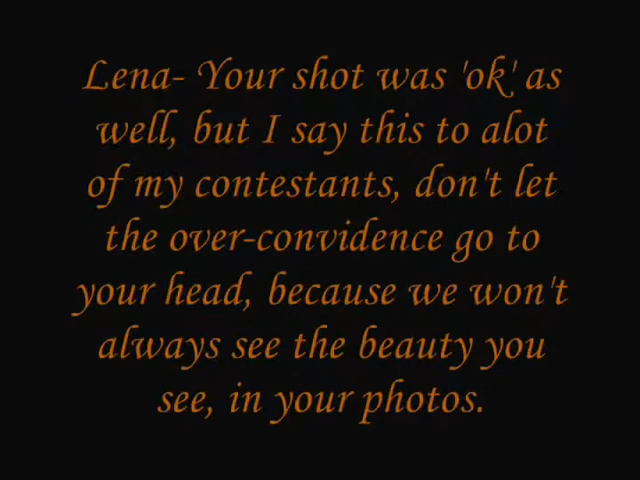 Lena- Your shot was 'ok' as
well, but I say this to alot
of my contestants, don't let
the over-convidence go to
your head, because we won't
always see the beauty you
see, in your photos.